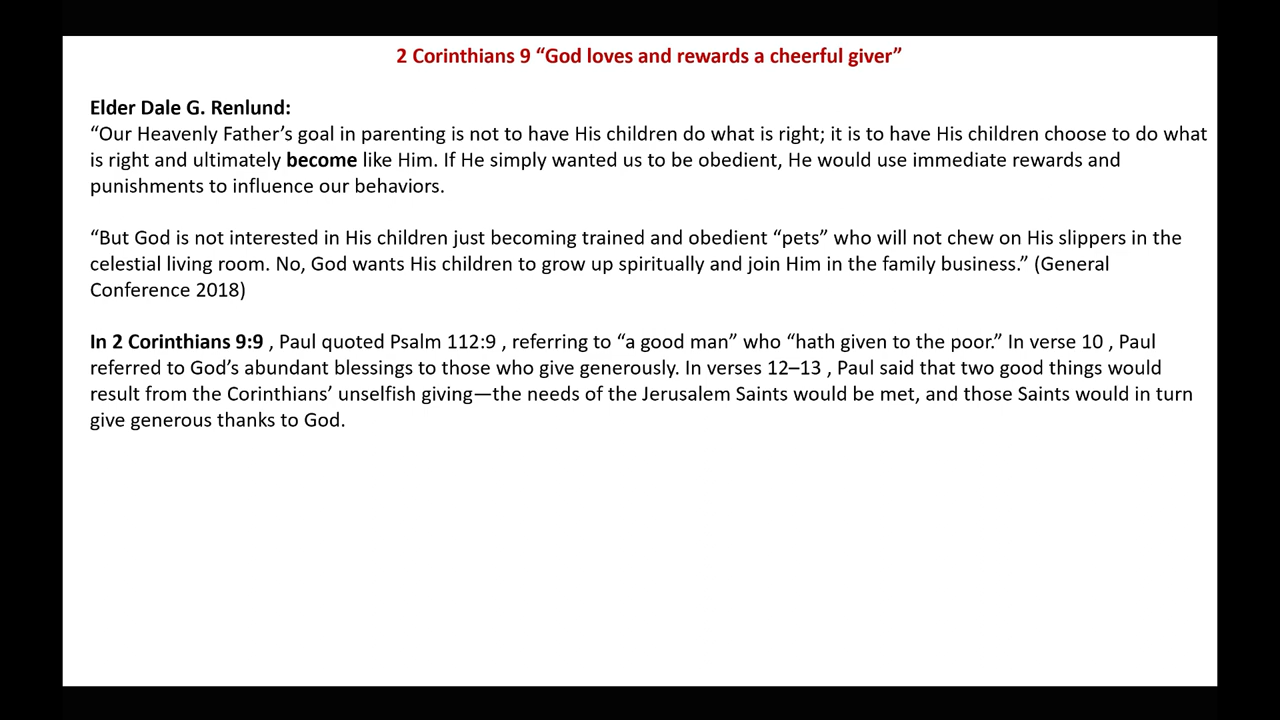 2 Corinthians 9 “God loves and rewards a cheerful giver”
Elder Dale G. Renlund:
“Our Heavenly Father’s goal in parenting is not to have His children do what is right; it is to have His children choose to do what
is right and ultimately become like Him. If He simply wanted us to be obedient, He would use immediate rewards and
punishments to influence our behaviors.
“But God is not interested in His children just becoming trained and obedient “pets” who will not chew on His slippers in the
celestial living room. No, God wants His children to grow up spiritually and join Him in the family business.” (General
Conference 2018)
In 2 Corinthians 9:9 , Paul quoted Psalm 112:9 , referring to “a good man” who “hath given to the poor.” In verse 10 , Paul
referred to God’s abundant blessings to those who give generously. In verses 12–13 , Paul said that two good things would
result from the Corinthians’ unselfish giving—the needs of the Jerusalem Saints would be met, and those Saints would in turn
give generous thanks to God.